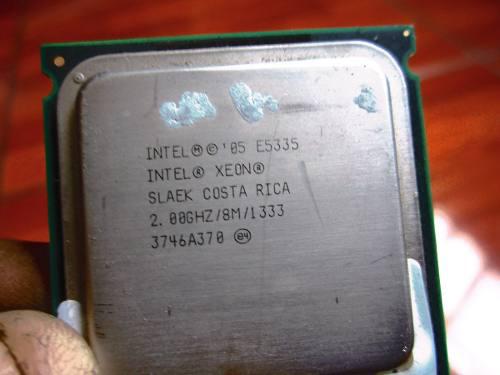 INTEL Ⓜ © '05 E5335
INTEL® XEON®
SLAEK COSTA RICA
2.00GHZ/8M/1333
3746A370 e4